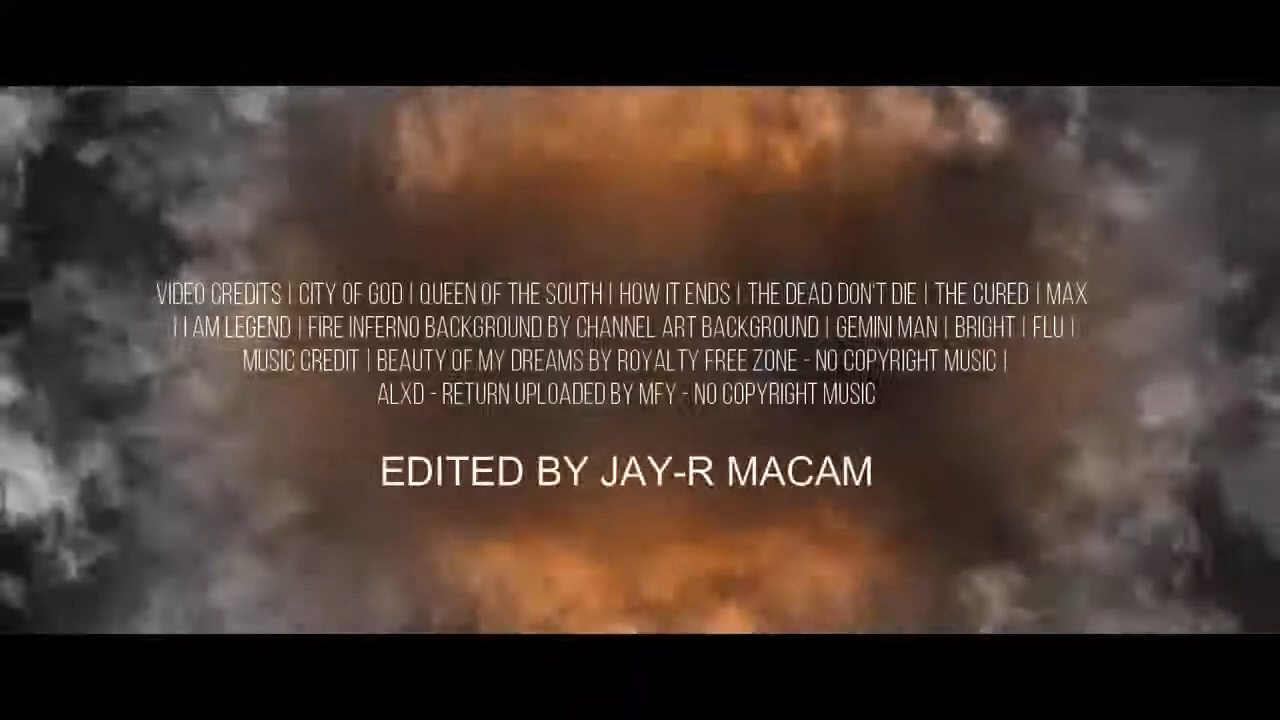 VIDEO CREDITS | CITY OF GOD | QUEEN OF THE SOUTH | HOW IT ENDS | THE DEAD DON'T DIE | THE CURED | MAX
| I AM LEGEND | FIRE INFERNO BACKGROUND BY CHANNEL ART BACKGROUND | GEMINI MAN | BRIGHT | FLU |
MUSIC CREDIT | BEAUTY OF MY DREAMS BY ROYALTY FREE ZONE - NO COPYRIGHT MUSIC |
ALXD - RETURN UPLOADED BY MFY - NO COPYRIGHT MUSIC
EDITED BY JAY-R MACAM